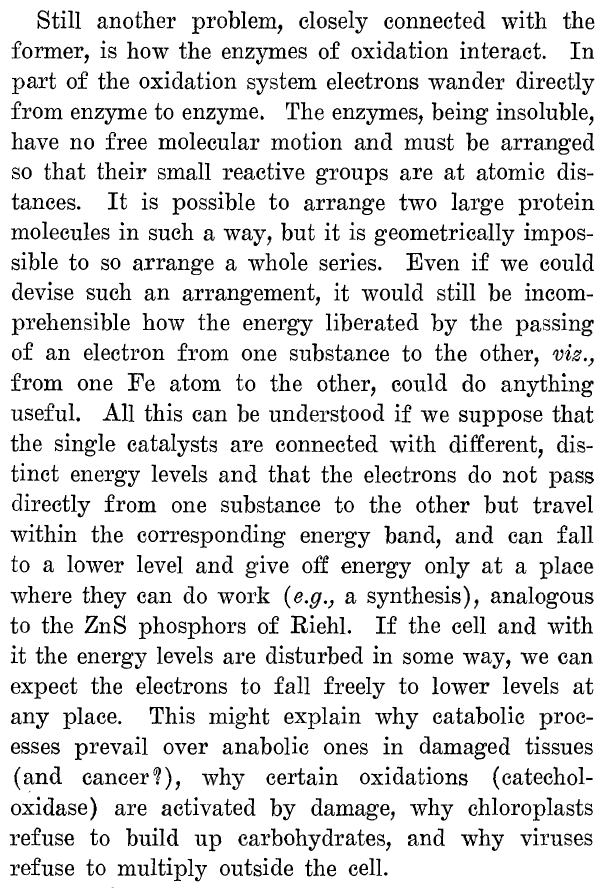 Still another problem, closely connected with the
former, is how the enzymes of oxidation interact. In
part of the oxidation system electrons wander directly
from enzyme to enzyme. The enzymes, being insoluble,
have no free molecular motion and must be arranged
so that their small reactive groups are at atomic dis-
tances. It is possible to arrange two large protein
molecules in such a way, but it is geometrically impos-
sible to so arrange a whole series. Even if we could
devise such an arrangement, it would still be incom-
prehensible how the energy liberated by the passing
of an electron from one substance to the other, viz.,
from one Fe atom to the other, could do anything
useful. All this can be understood if we suppose that
the single catalysts are connected with different, dis-
tinct energy levels and that the electrons do not pass
directly from one substance to the other but travel
within the corresponding energy band, and can fall
to a lower level and give off energy only at a place
where they can do work (e.g., a synthesis), analogous
to the ZnS phosphors of Riehl. If the cell and with
it the energy levels are disturbed in some way, we can
expect the electrons to fall freely to lower levels at
any place. This might explain why catabolic proc-
esses prevail over anabolic ones in damaged tissues
(and cancer?), why certain oxidations (catechol-
oxidase) are activated by damage, why chloroplasts
refuse to build up carbohydrates, and why viruses
refuse to multiply outside the cell.